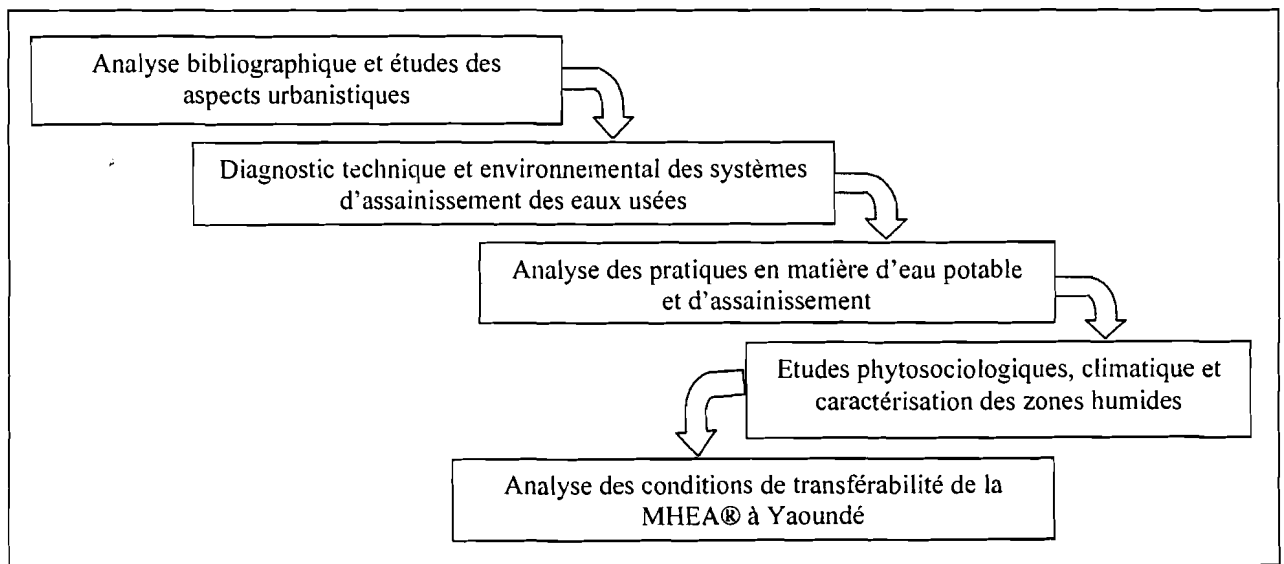 Analyse bibliographique et études des
aspects urbanistiques
Diagnostic technique et environnemental des systèmes
d'assainissement des eaux usées
Analyse des pratiques en matière d'eau potable
et d'assainissement
Etudes phytosociologiques, climatique et
caractérisation des zones humides
Analyse des conditions de transférabilité de la
MHEA® à Yaoundé